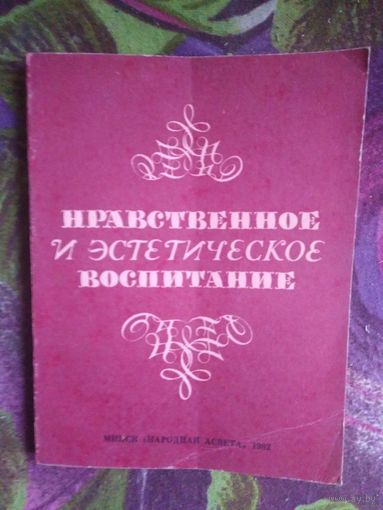 НРАВСТВЕННОЕ
И ЭСТЕТИЧЕСКОЕ
ВОСПИТАНИЕ
МИНСК «НАРОДНАЯ АСВЕТА», 1982